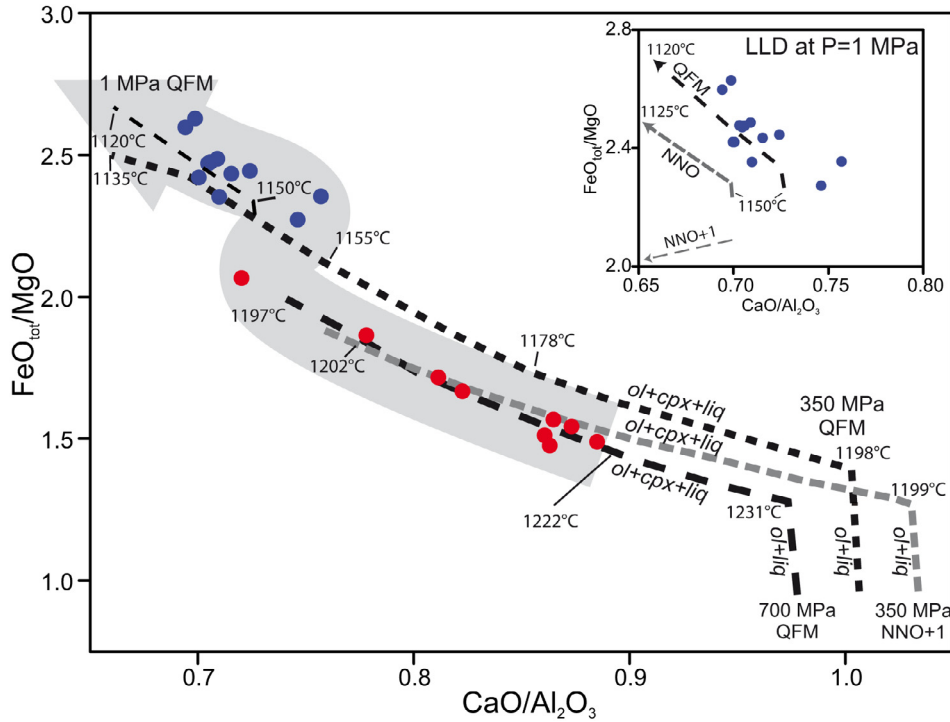 3.0
2.5
2.0
1.5
1.0
FeOtot/MgO
0.7
0.8
0.9
1.0
CaO/Al2O3
1 MPa QFM
1120°C
1135°C
1150°C
1155°C
1197°C
1202°C
1178°C
ol+cpx+liq
ol+cpx+liq
ol+cpx+liq
1222°C
350 MPa
QFM
1198°C
1199°C
1231°C
ol+liq
ol+liq
ol+liq
700 MPa
QFM
350 MPa
NNO+1
LLD at P=1 MPa
2.8
2.4
2.0
FeOtot/MgO
1120°C
QFM
1125°C
NNO
1150°C
NNO+1
0.65
0.70
0.75
0.80
CaO/Al2O3